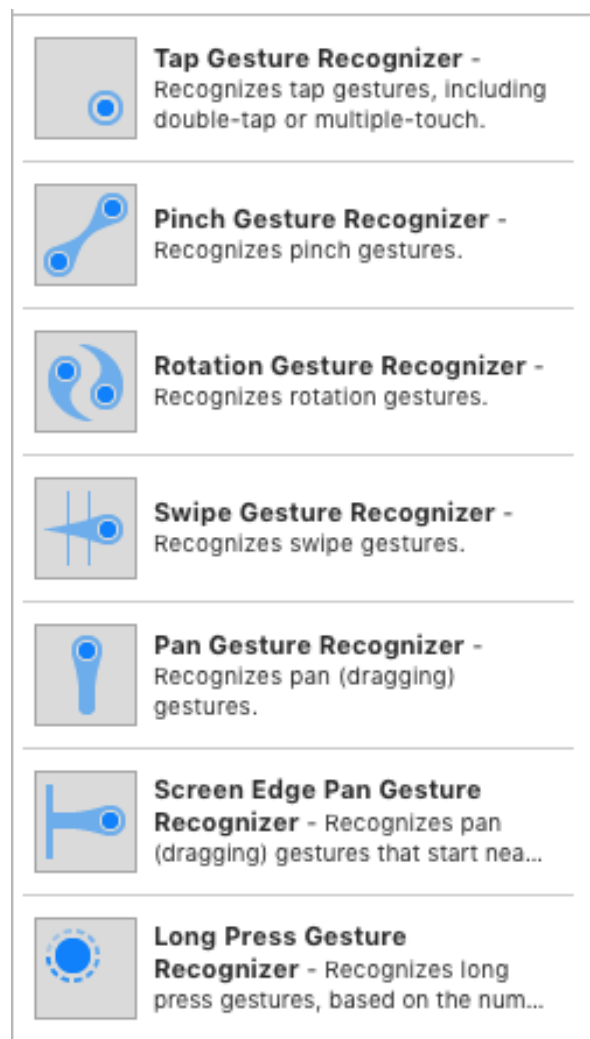 Tap Gesture Recognizer -
Recognizes tap gestures, including
double-tap or multiple-touch.
Pinch Gesture Recognizer -
Recognizes pinch gestures.
Rotation Gesture Recognizer -
Recognizes rotation gestures.
Swipe Gesture Recognizer -
Recognizes swipe gestures.
Pan Gesture Recognizer -
Recognizes pan (dragging)
gestures.
Screen Edge Pan Gesture
Recognizer - Recognizes pan
(dragging) gestures that start nea...
Long Press Gesture
Recognizer - Recognizes long
press gestures, based on the num...